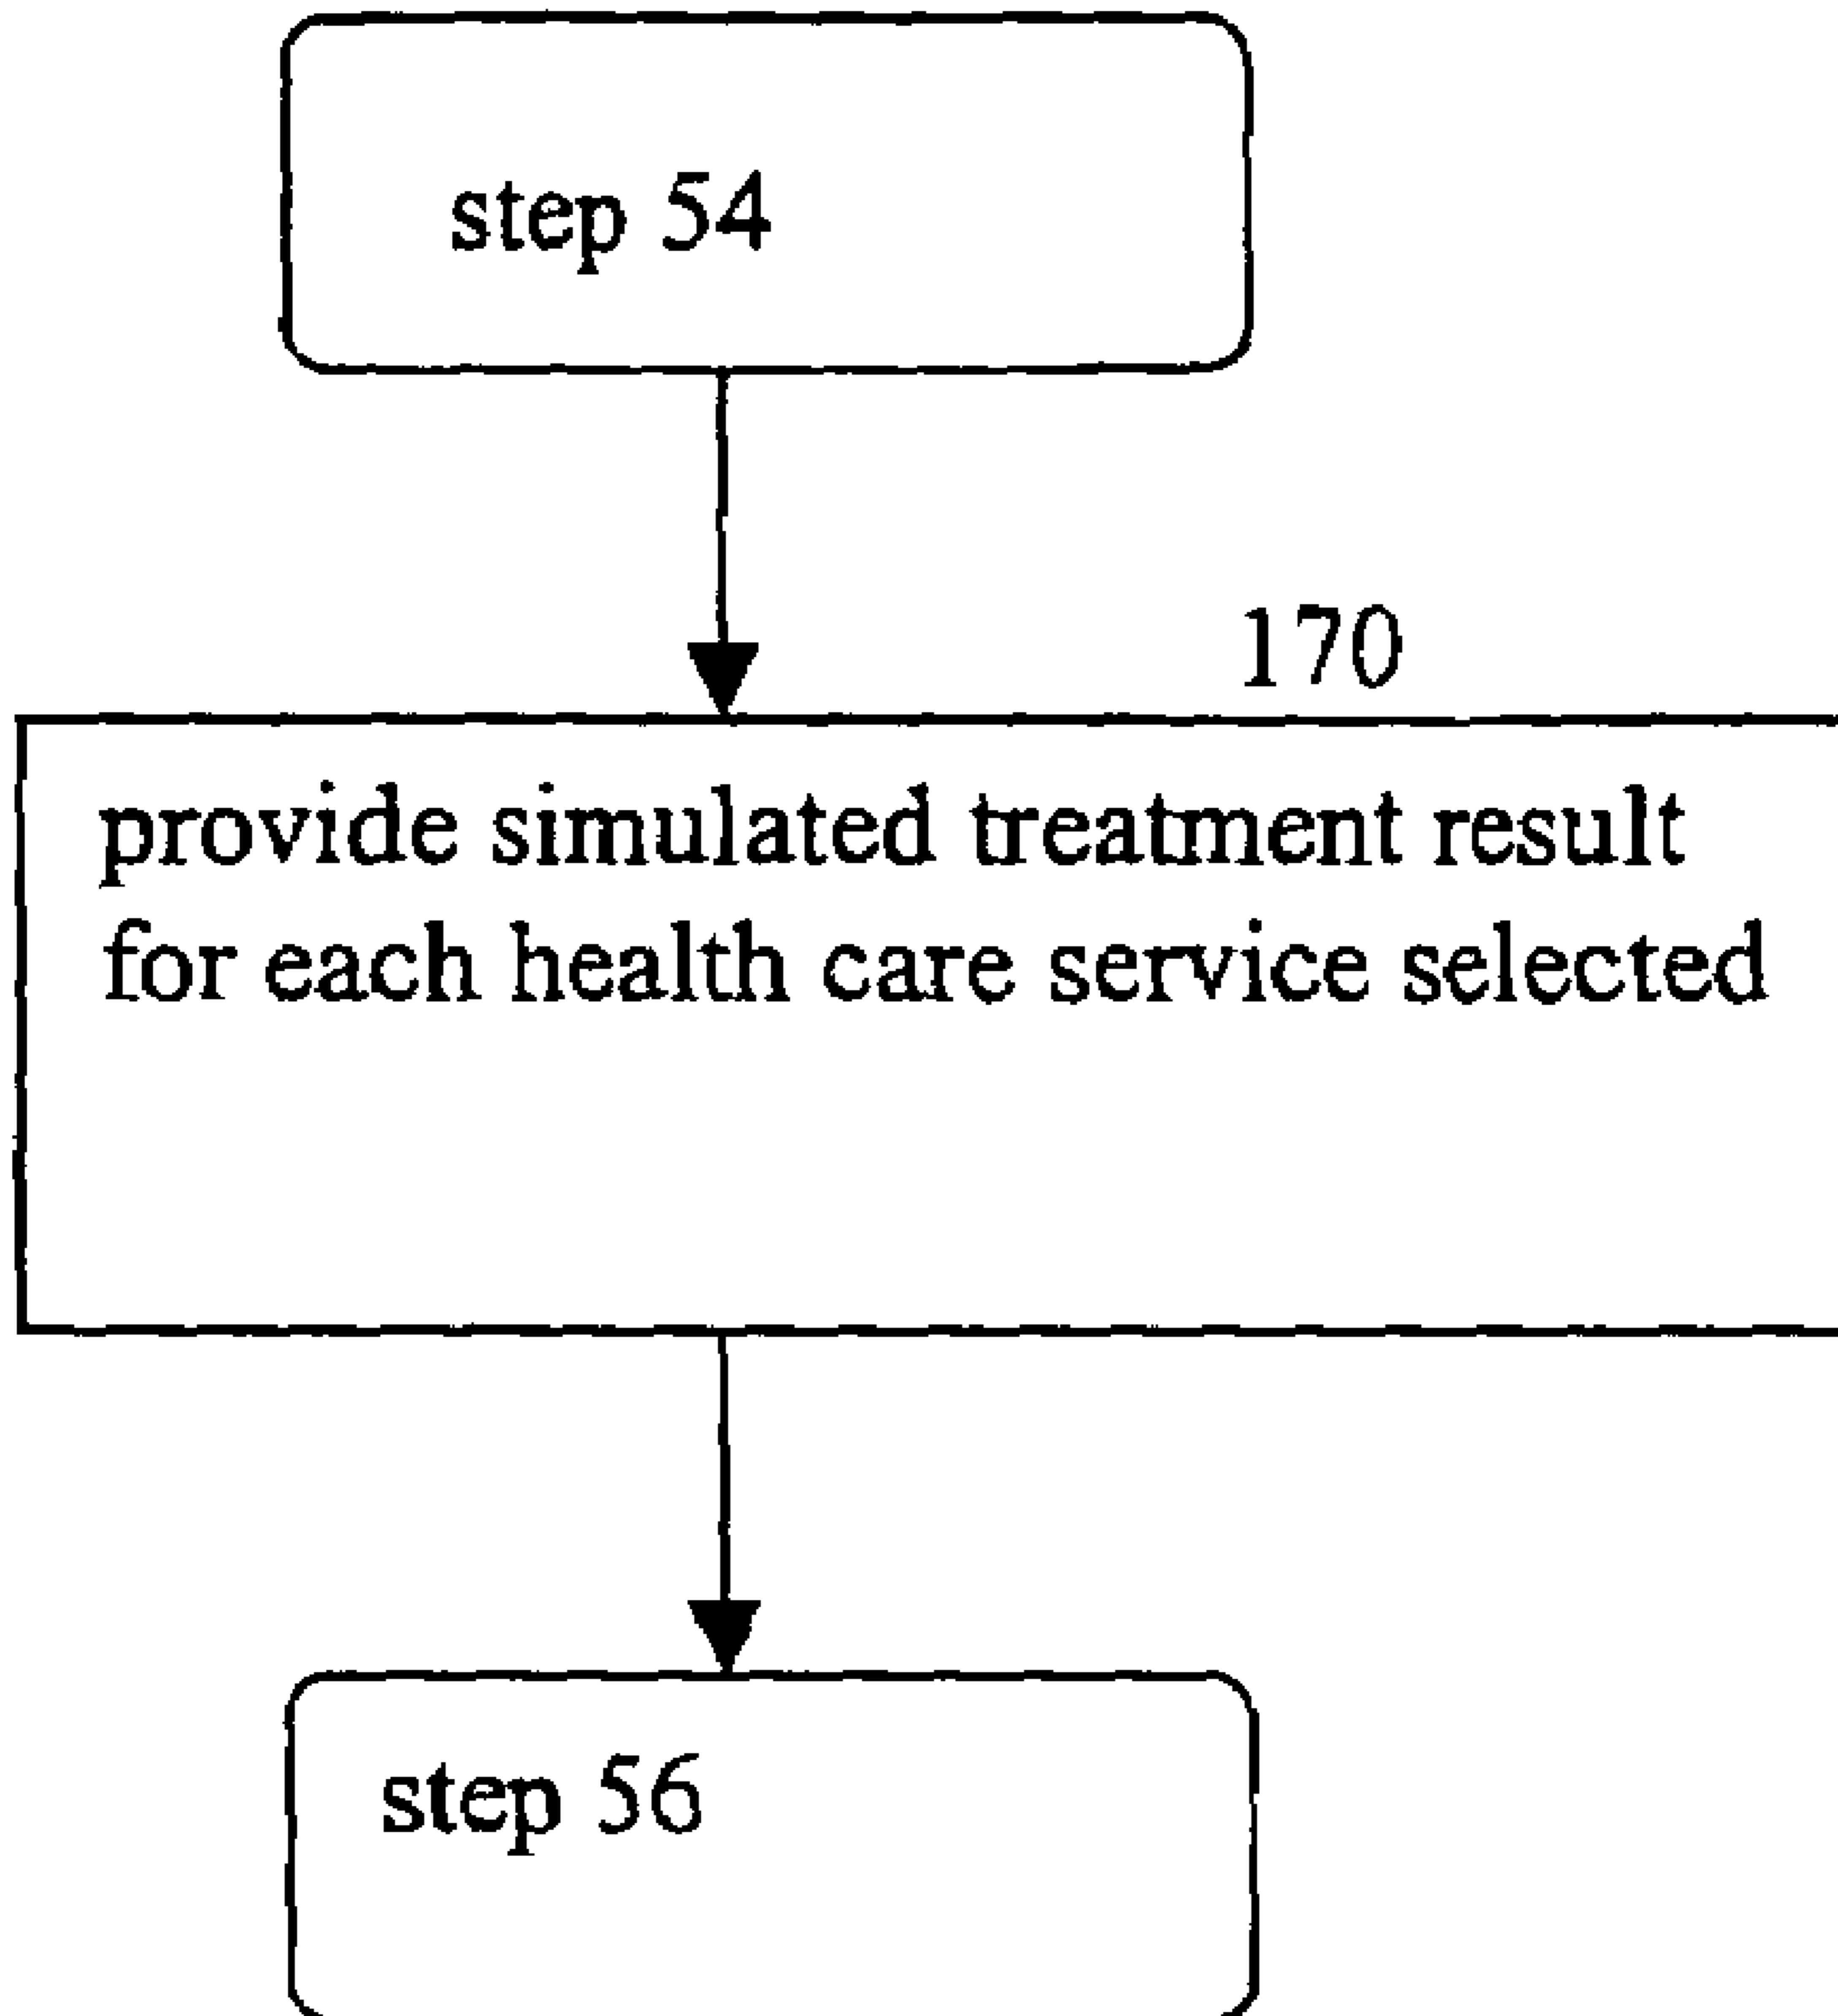 step 54
170
provide simulated treatment result
for each health care service selected
step 56